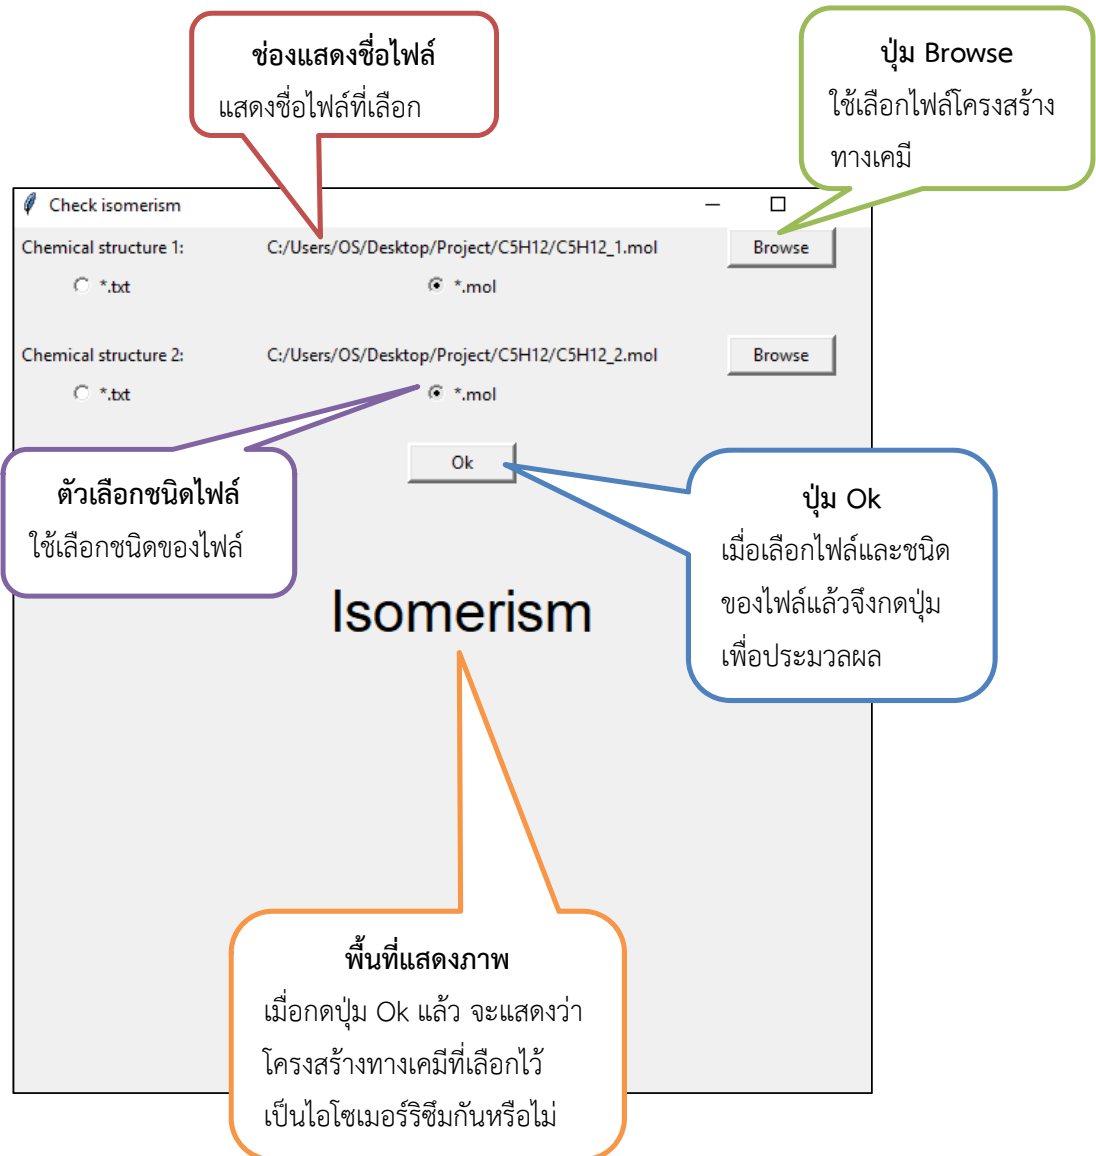 ช่องแสดงชื่อไฟล์
แสดงชื่อไฟล์ที่เลือก
ปุ่ม Browse
ใช้เลือกไฟล์โครงสร้าง
ทางเคมี
Check isomerism
Chemical structure 1:
C:/Users/OS/Desktop/Project/C5H12/C5H12_1.mol
Browse
*.txt
*.mol
Chemical structure 2:
C:/Users/OS/Desktop/Project/C5H12/C5H12_2.mol
Browse
*.txt
*.mol
Ok
ตัวเลือกชนิดไฟล์
ใช้เลือกชนิดของไฟล์
ปุ่ม Ok
เมื่อเลือกไฟล์และชนิด
ของไฟล์แล้วจึงกดปุ่ม
เพื่อประมวลผล
Isomerism
พื้นที่แสดงภาพ
เมื่อกดปุ่ม Ok แล้ว จะแสดงว่า
โครงสร้างทางเคมีที่เลือกไว้
เป็นไอโซเมอร์ริซึมกันหรือไม่